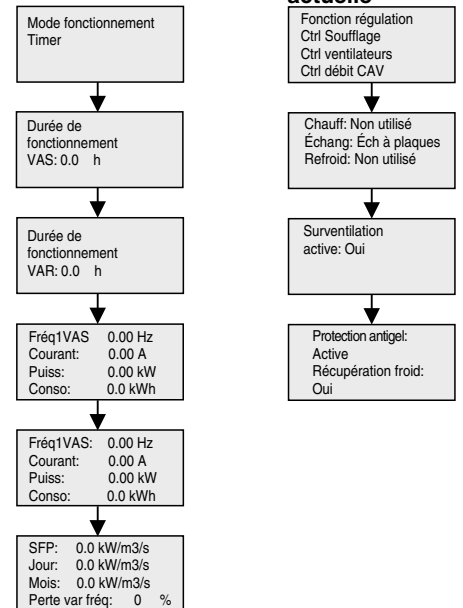 Mode fonctionnement
Timer
Durée de
fonctionnement
VAS: 0.0 h
Durée de
fonctionnement
VAR: 0.0 h
Fréq1VAS 0.00 Hz
Courant: 0.00 A
Puiss: 0.00 kW
Conso: 0.0 kWh
Fréq1VAS: 0.00 Hz
Courant: 0.00 A
Puiss: 0.00 kW
Conso: 0.0 kWh
SFP: 0.0 kW/m3/s
Jour: 0.0 kW/m3/s
Mois: 0.0 kW/m3/s
Perte var fréq: 0 %
actuelle
Fonction régulation
Ctrl Soufflage
Ctrl ventilateurs
Ctrl débit CAV
Chauff: Non utilisé
Échang: Éch à plaques
Refroid: Non utilisé
Surventilation
active: Oui
Protection antigel:
Active
Récupération froid:
Oui